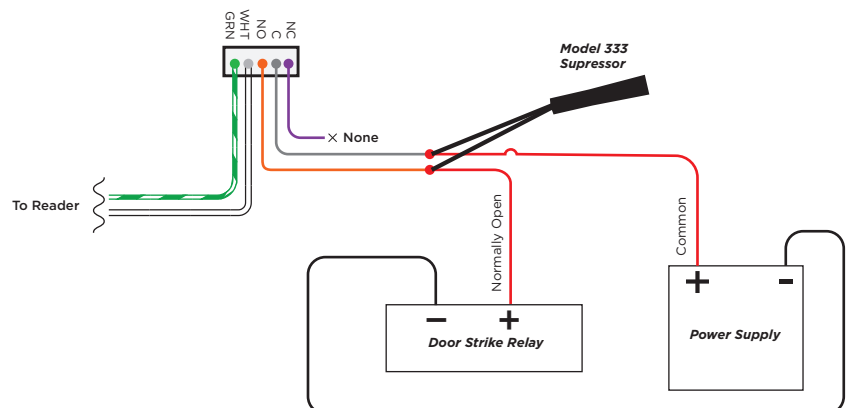 GRN
WHT
NO
C
NC
Model 333
Supressor
× None
To Reader
Normally Open
Common
+ -
Power Supply
− +
Door Strike Relay